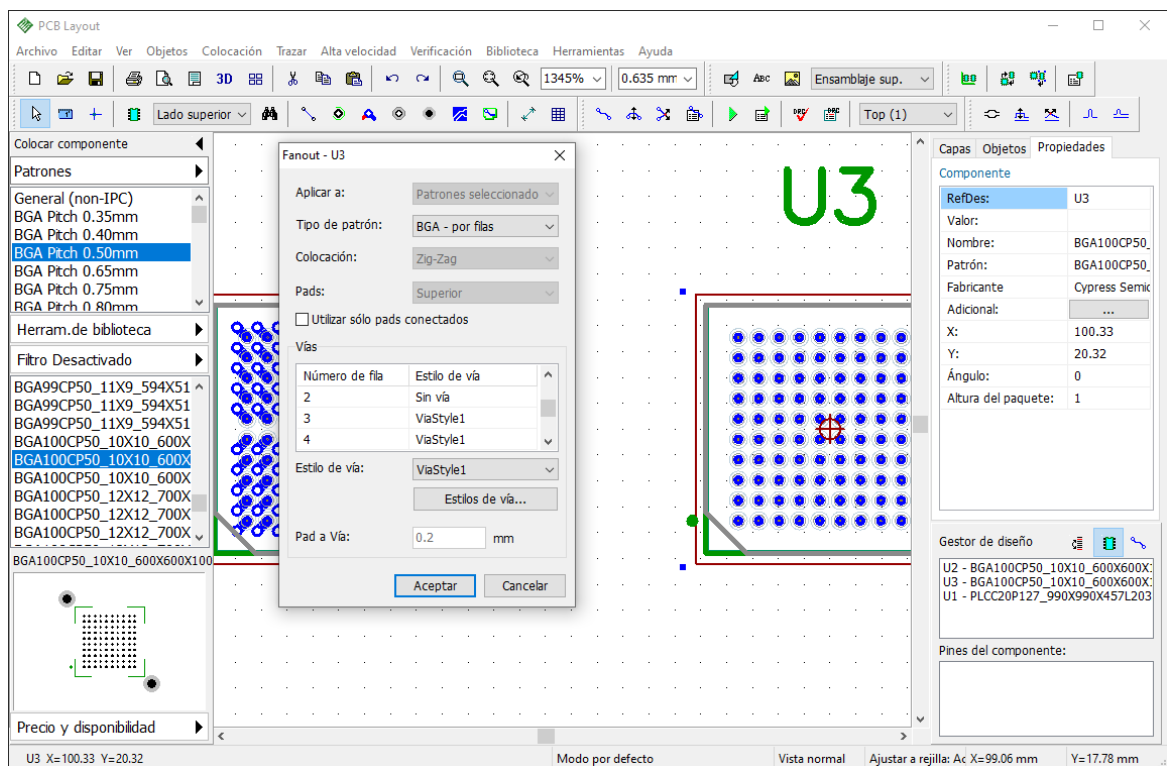 PCB Layout
Archivo Editar Ver Objetos Colocación Trazar Alta velocidad Verificación Biblioteca Herramientas Ayuda
3D 1345% 0.635 mm ABC Ensamblaje sup.
Lado superior DRC DRC Top (1)
Colocar componente
Patrones
General (non-IPC)
BGA Pitch 0.35mm
BGA Pitch 0.40mm
BGA Pitch 0.50mm
BGA Pitch 0.65mm
BGA Pitch 0.75mm
BGA Pitch 0.80mm
Herram.de biblioteca
Filtro Desactivado
BGA99CP50_11X9_594X51
BGA99CP50_11X9_594X51
BGA99CP50_11X9_594X51
BGA100CP50_10X10_600X
BGA100CP50_10X10_600X
BGA100CP50_10X10_600X
BGA100CP50_12X12_700X
BGA100CP50_12X12_700X
BGA100CP50_12X12_700X
BGA100CP50_10X10_600X600X100
Precio y disponibilidad
Fanout - U3
Aplicar a: Patrones seleccionado
Tipo de patrón: BGA - por filas
Colocación: Zig-Zag
Pads: Superior
Utilizar sólo pads conectados
Vías
Número de fila Estilo de vía
2 Sin vía
3 ViaStyle1
4 ViaStyle1
Estilo de vía: ViaStyle1
Estilos de vía...
Pad a Vía: 0.2 mm
Aceptar Cancelar
U3
Capas Objetos Propiedades
Componente
RefDes: U3
Valor:
Nombre: BGA100CP50_
Patrón: BGA100CP50_
Fabricante Cypress Semic
Adicional: ...
X: 100.33
Y: 20.32
Ángulo: 0
Altura del paquete: 1
Gestor de diseño
U2 - BGA100CP50_10X10_600X600X:
U3 - BGA100CP50_10X10_600X600X:
U1 - PLCC20P127_990X990X457L203
Pines del componente:
U3 X=100.33 Y=20.32 Modo por defecto Vista normal Ajustar a rejilla: Ac X=99.06 mm Y=17.78 mm